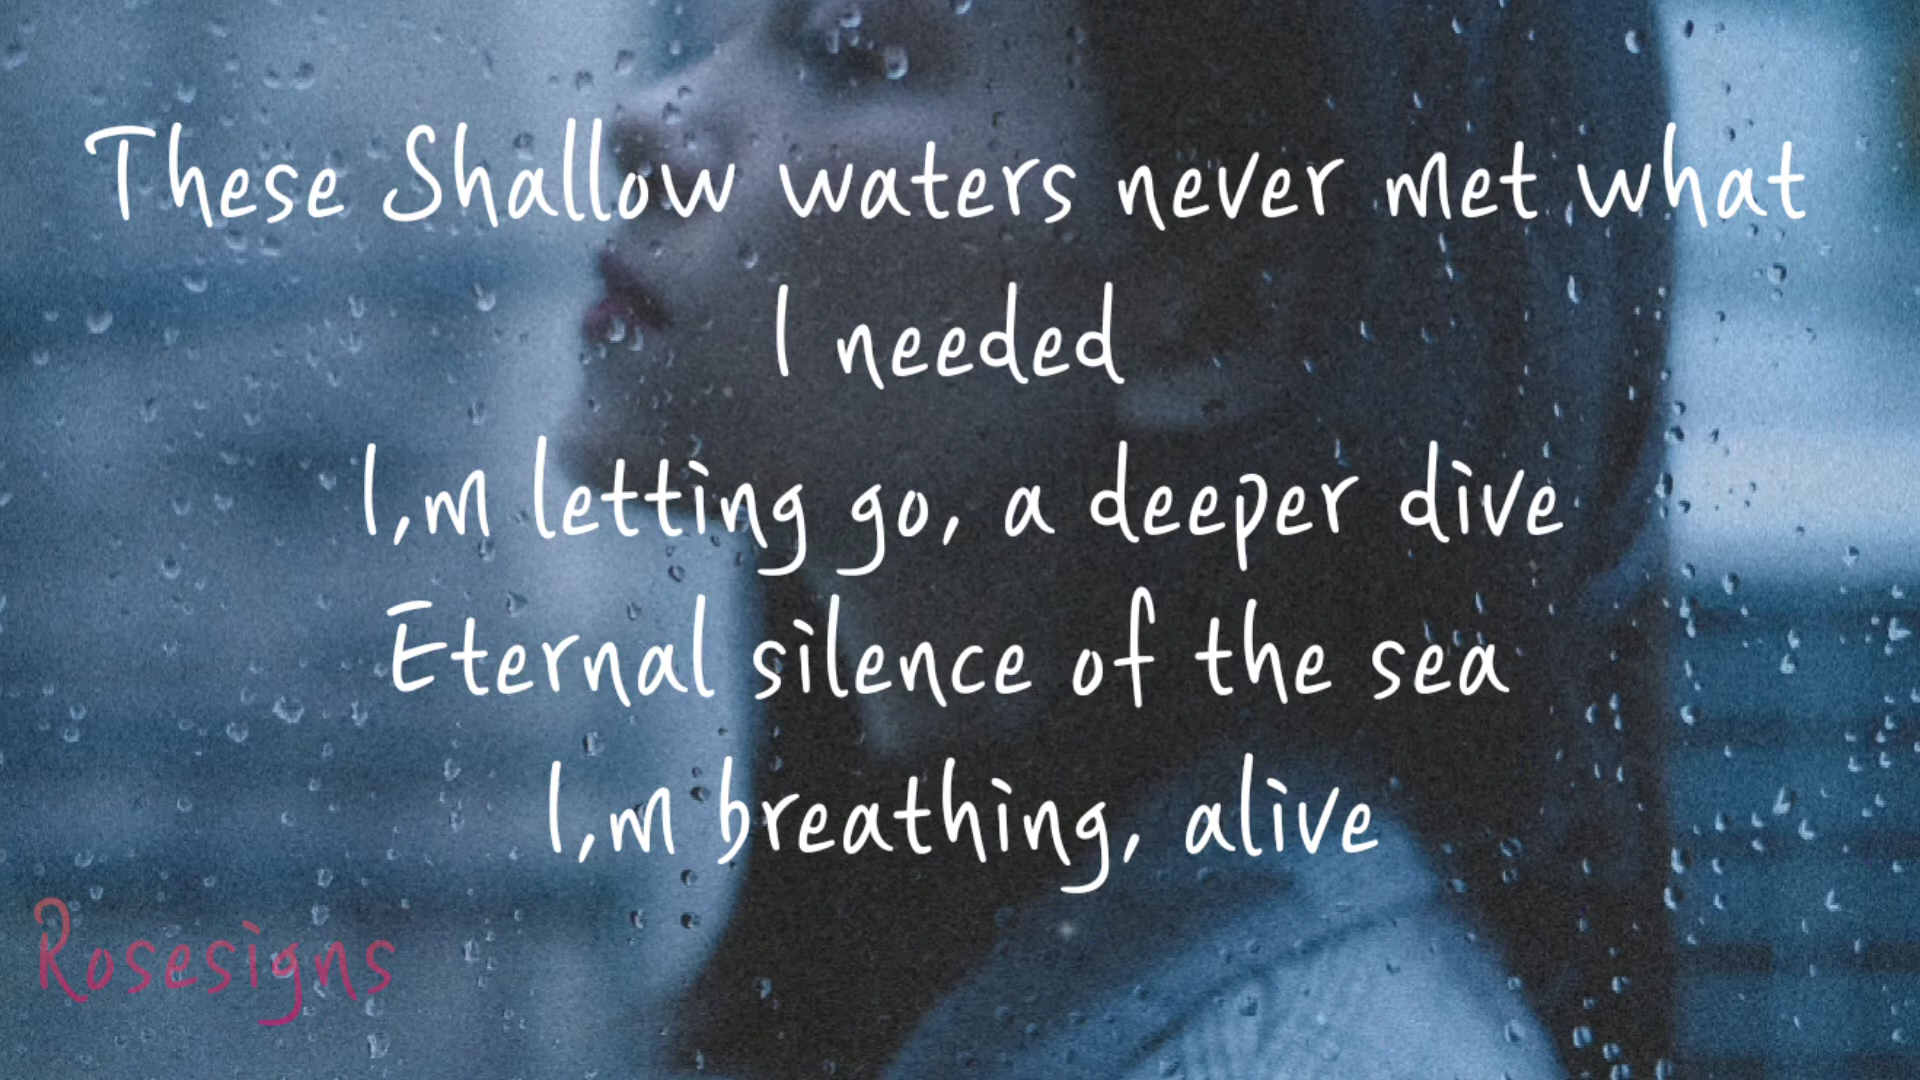 These Shallow waters never met what
I needed
I,m letting go, a deeper dive
Eternal silence of the sea
I,m breathing, alive
Rosesigns